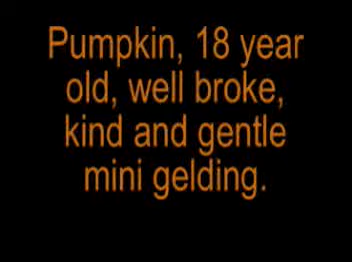 Pumpkin, 18 year
old, well broke,
kind and gentle
mini gelding.